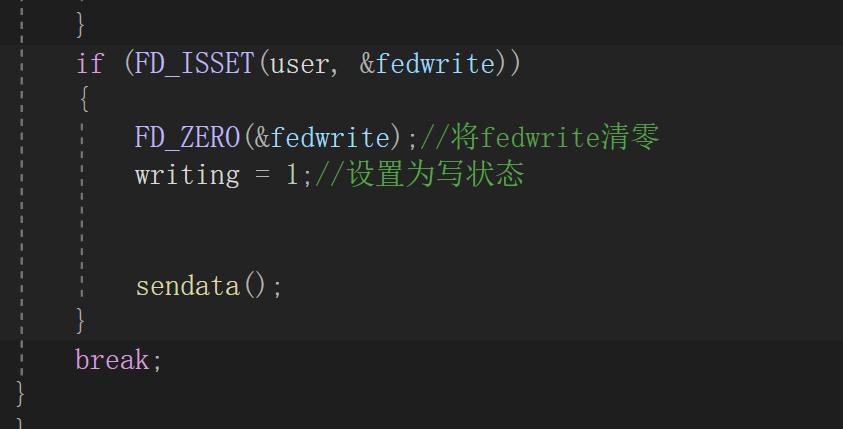 }
if (FD_ISSET(user, &fedwrite))
{
FD_ZERO(&fedwrite);//将fedwrite清零
writing = 1;//设置为写状态
sendata();
}
break;
}
}